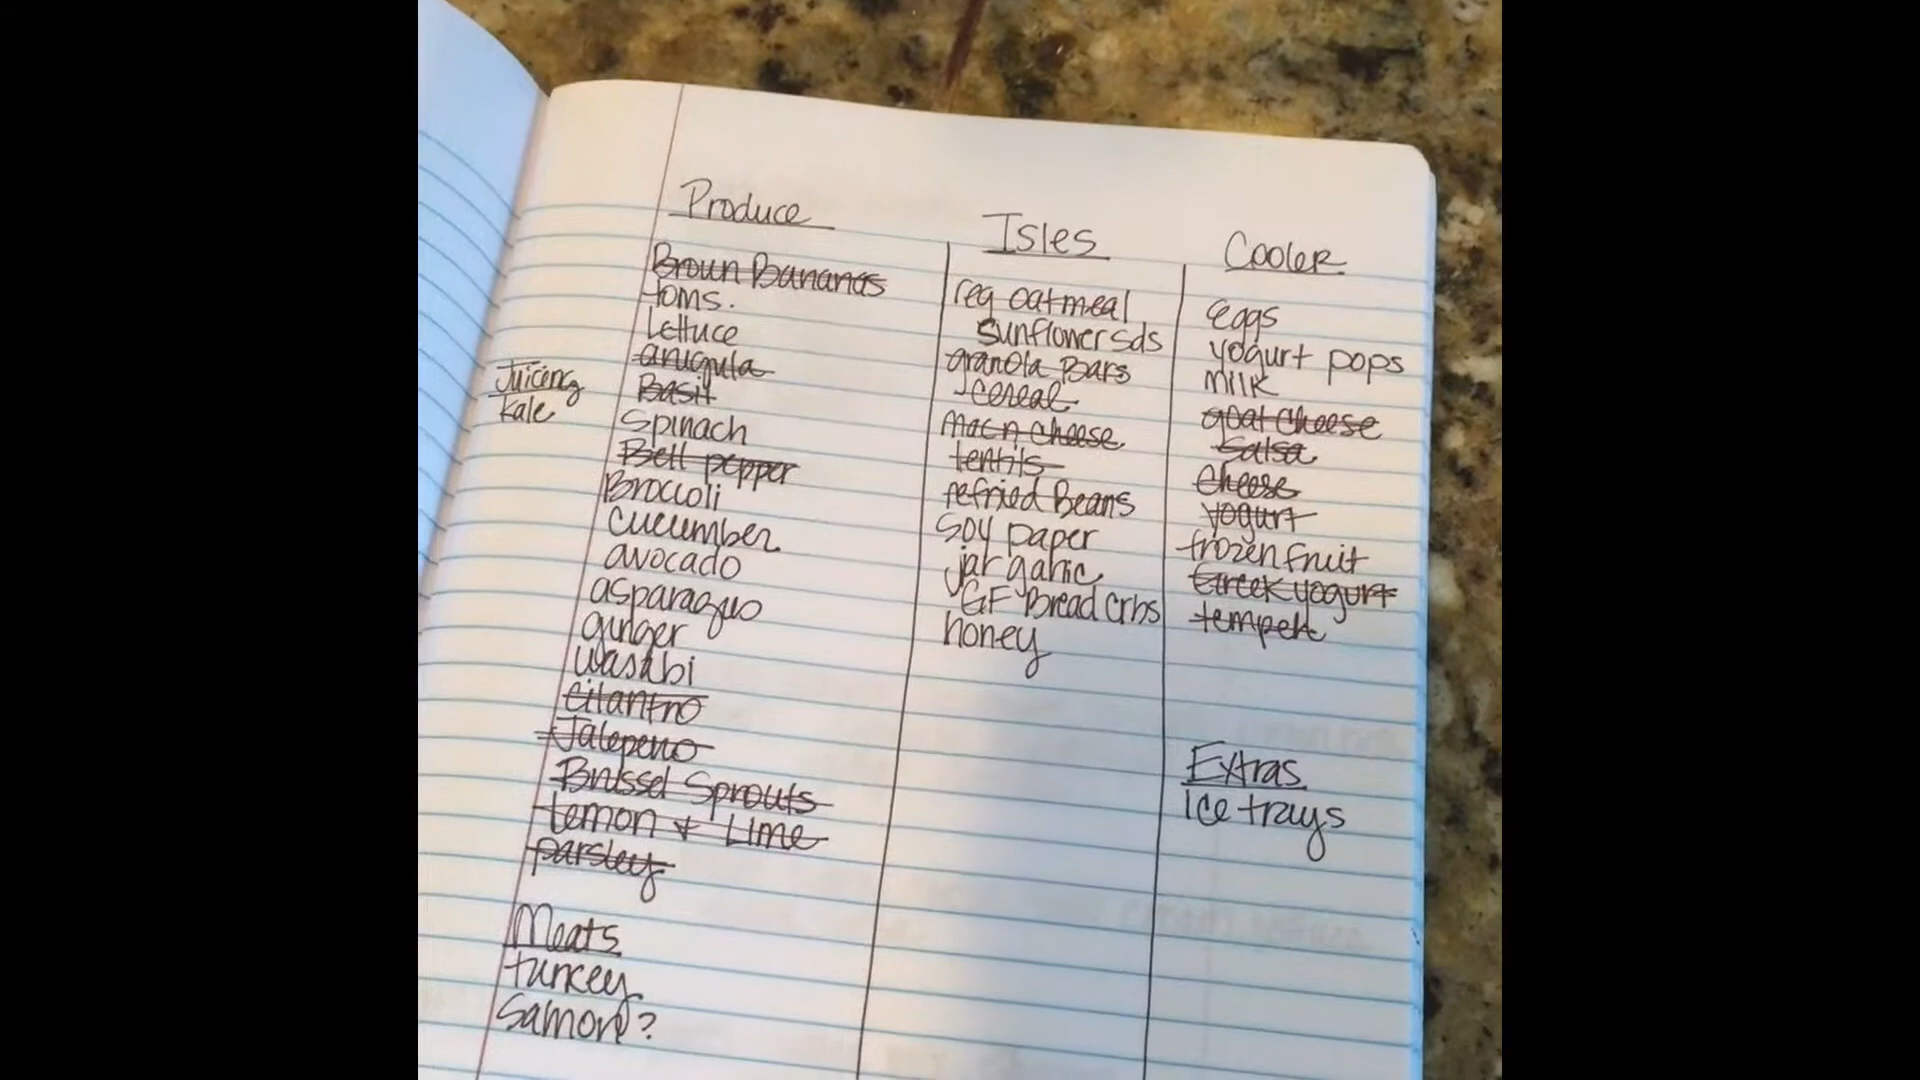 Produce
Broun Bananas
toms.
Lettuce
arugula
Basil
Spinach
Bell pepper
Broccoli
cucumber
avocado
asparagus
ginger
wasabi
cilantro
Jalepeno
Brussel Sprouts
lemon & Lime
parsley
Juicing
kale
Meats
turkey
Samon?
Isles
reg oatmeal
sunflower sds
granola Bars
cereal
mac n cheese
lentils
refried Beans
Soy paper
jar garlic
GF Bread crbs
honey
Cooler
eggs
yogurt pops
milk
goat cheese
Salsa
cheese
yogurt
frozen fruit
Greek yogurt
tempeh
Extras
ice trays